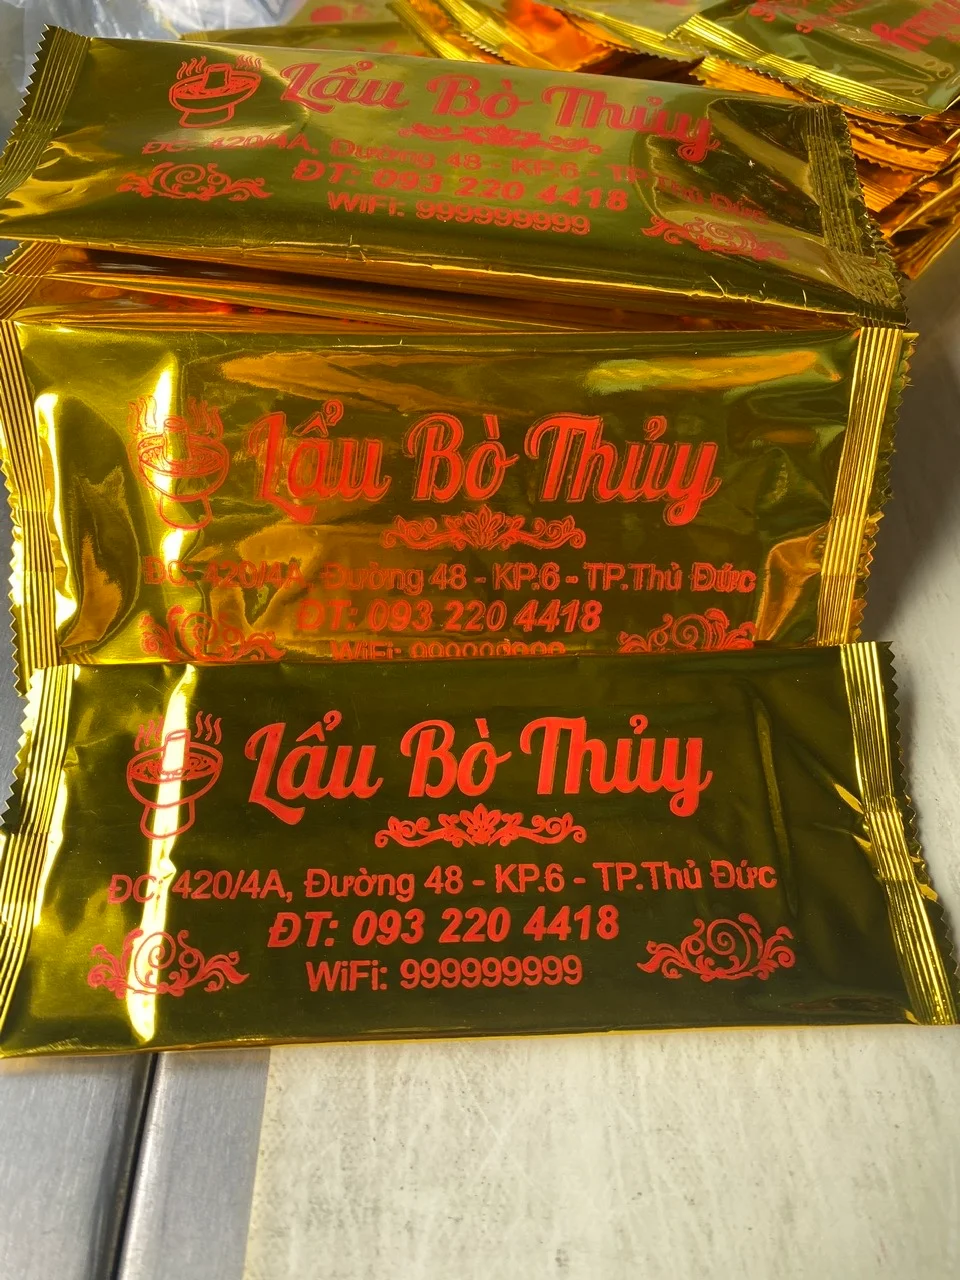 Lẩu Bò Thủy
ĐC: 420/4A, Đường 48 - KP.6 - TP.Thủ Đức
ĐT: 093 220 4418
WiFi: 999999999
Lẩu Bò Thủy
ĐC: 420/4A, Đường 48 - KP.6 - TP.Thủ Đức
ĐT: 093 220 4418
WiFi: 999999999
Lẩu Bò Thủy
ĐC: 420/4A, Đường 48 - KP.6 - TP.Thủ Đức
ĐT: 093 220 4418
WiFi: 999999999